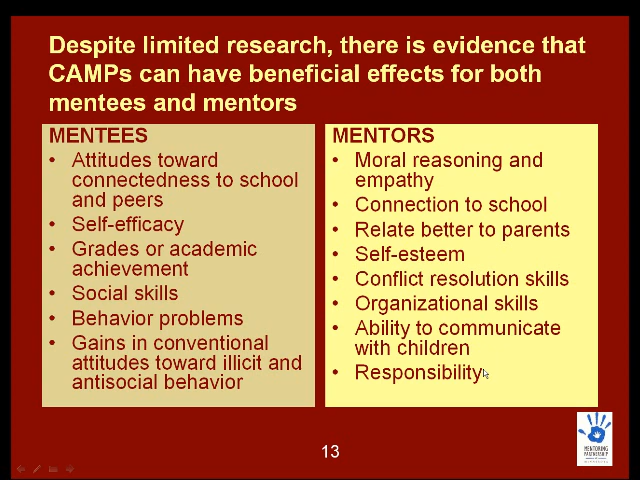 Despite limited research, there is evidence that
CAMPs can have beneficial effects for both
mentees and mentors
MENTEES
• Attitudes toward
connectedness to school
and peers
• Self-efficacy
• Grades or academic
achievement
• Social skills
• Behavior problems
• Gains in conventional
attitudes toward illicit and
antisocial behavior
MENTORS
• Moral reasoning and
empathy
• Connection to school
• Relate better to parents
• Self-esteem
• Conflict resolution skills
• Organizational skills
• Ability to communicate
with children
• Responsibility
MENTORING
PARTNERSHIP
13